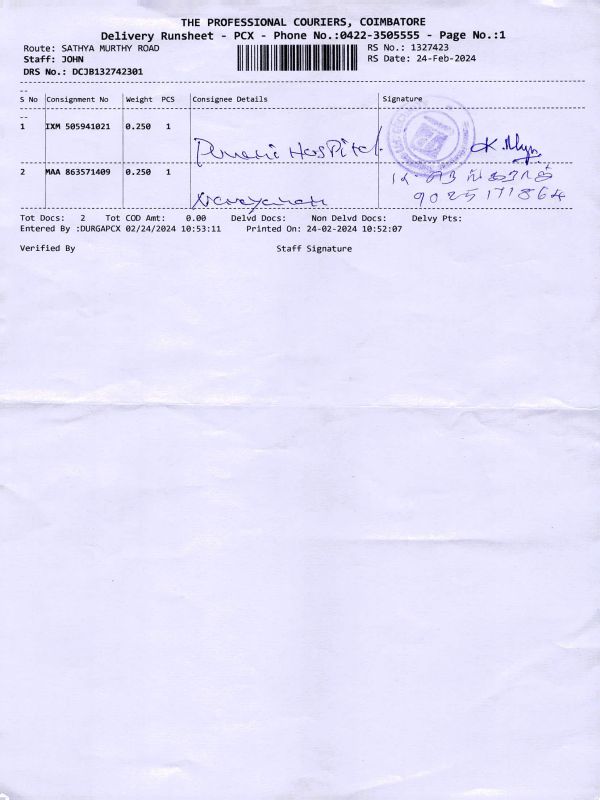 THE PROFESSIONAL COURIERS, COIMBATORE
Delivery Runsheet - PCX - Phone No.:0422-3505555 - Page No.:1
Route: SATHYA MURTHY ROAD RS No.: 1327423
Staff: JOHN RS Date: 24-Feb-2024
DRS No.: DCJB132742301
S No Consignment No Weight PCS Consignee Details Signature
1 IXM 505941021 0.250 1
Hospital
2 MAA 863571409 0.250 1
Narayanan 9025171864
Tot Docs: 2 Tot COD Amt: 0.00 Delvd Docs: Non Delvd Docs: Delvy Pts:
Entered By :DURGAPCX 02/24/2024 10:53:11 Printed On: 24-02-2024 10:52:07
Verified By Staff Signature